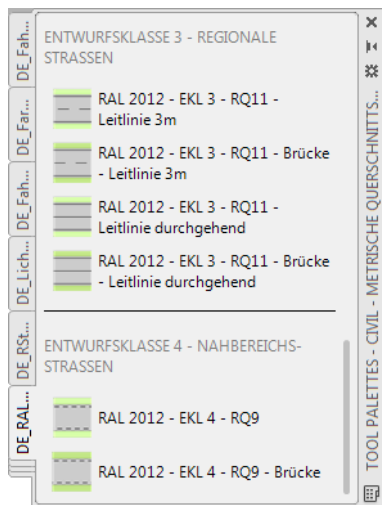 ENTWURFSKLASSE 3 - REGIONALE
STRASSEN
RAL 2012 - EKL 3 - RQ11 -
Leitlinie 3m
RAL 2012 - EKL 3 - RQ11 - Brücke
- Leitlinie 3m
RAL 2012 - EKL 3 - RQ11 -
Leitlinie durchgehend
RAL 2012 - EKL 3 - RQ11 - Brücke
- Leitlinie durchgehend
ENTWURFSKLASSE 4 - NAHBEREICHS-
STRASSEN
RAL 2012 - EKL 4 - RQ9
RAL 2012 - EKL 4 - RQ9 - Brücke
DE_Fah...
DE_Far...
DE_Fah...
DE_Lich...
DE_RSt...
DE_RAL...
TOOL PALETTES - CIVIL - METRISCHE QUERSCHNITTS...